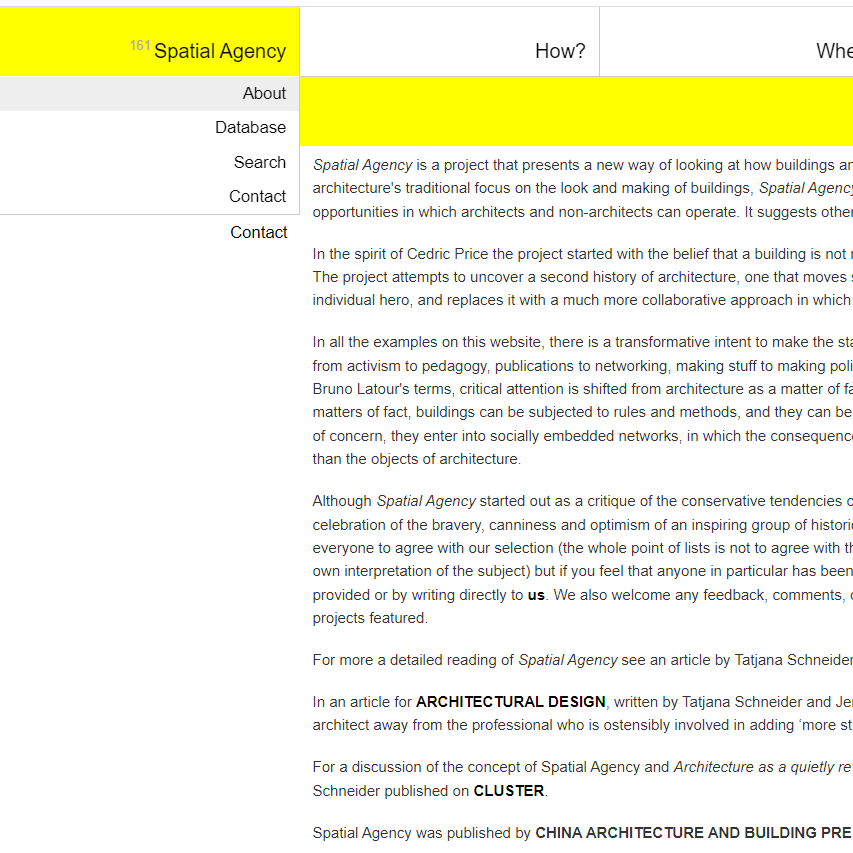 161 Spatial Agency
How?
Whe
About
Database
Search
Contact
Contact
Spatial Agency is a project that presents a new way of looking at how buildings an
architecture's traditional focus on the look and making of buildings, Spatial Agency
opportunities in which architects and non-architects can operate. It suggests other
In the spirit of Cedric Price the project started with the belief that a building is not
The project attempts to uncover a second history of architecture, one that moves
individual hero, and replaces it with a much more collaborative approach in which
In all the examples on this website, there is a transformative intent to make the sta
from activism to pedagogy, publications to networking, making stuff to making poli
Bruno Latour's terms, critical attention is shifted from architecture as a matter of fa
matters of fact, buildings can be subjected to rules and methods, and they can be
of concern, they enter into socially embedded networks, in which the consequence
than the objects of architecture.
Although Spatial Agency started out as a critique of the conservative tendencies
celebration of the bravery, canniness and optimism of an inspiring group of histori
everyone to agree with our selection (the whole point of lists is not to agree with th
own interpretation of the subject) but if you feel that anyone in particular has been
provided or by writing directly to us. We also welcome any feedback, comments,
projects featured.
For more a detailed reading of Spatial Agency see an article by Tatjana Schneider
In an article for ARCHITECTURAL DESIGN, written by Tatjana Schneider and Jer
architect away from the professional who is ostensibly involved in adding ‘more st
For a discussion of the concept of Spatial Agency and Architecture as a quietly re
Schneider published on CLUSTER.
Spatial Agency was published by CHINA ARCHITECTURE AND BUILDING PRE